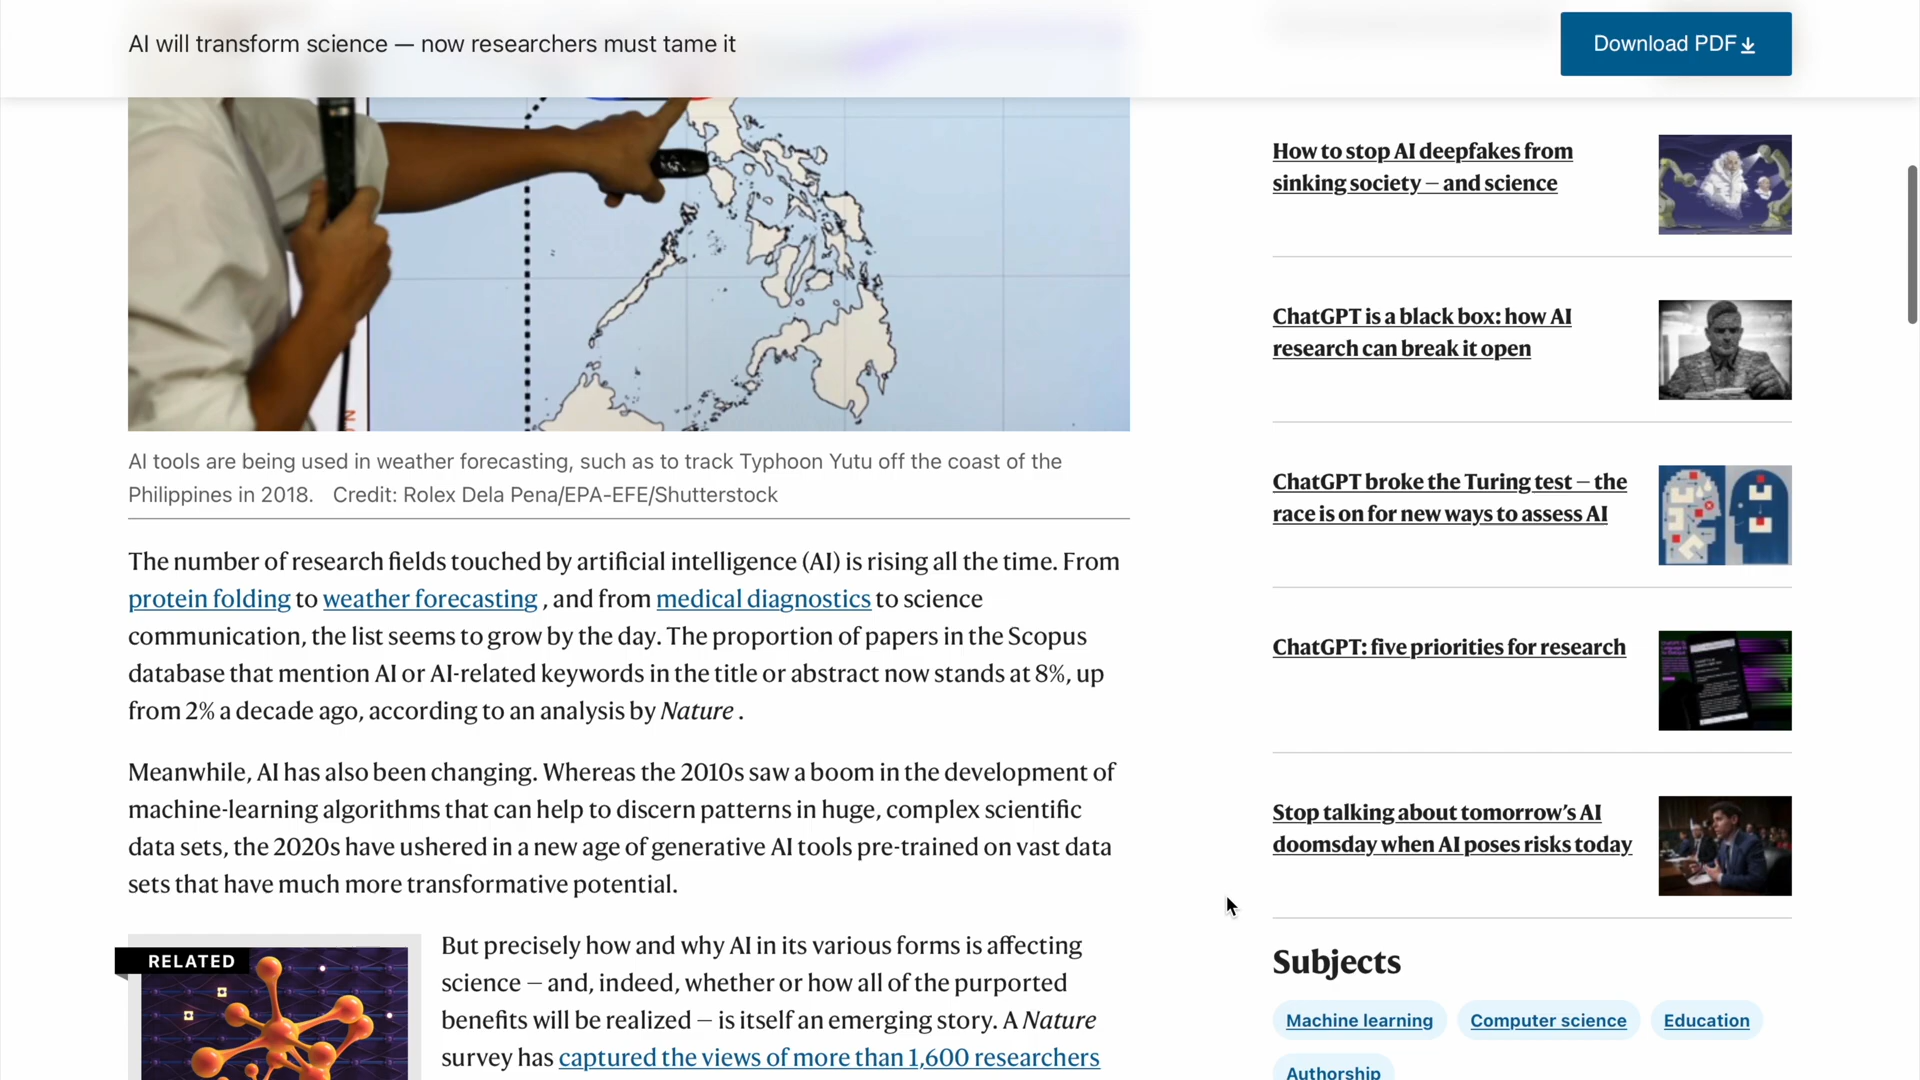 AI will transform science — now researchers must tame it
Download PDF
AI tools are being used in weather forecasting, such as to track Typhoon Yutu off the coast of the
Philippines in 2018. Credit: Rolex Dela Pena/EPA-EFE/Shutterstock
The number of research fields touched by artificial intelligence (AI) is rising all the time. From
protein folding to weather forecasting , and from medical diagnostics to science
communication, the list seems to grow by the day. The proportion of papers in the Scopus
database that mention AI or AI-related keywords in the title or abstract now stands at 8%, up
from 2% a decade ago, according to an analysis by Nature .
Meanwhile, AI has also been changing. Whereas the 2010s saw a boom in the development of
machine-learning algorithms that can help to discern patterns in huge, complex scientific
data sets, the 2020s have ushered in a new age of generative AI tools pre-trained on vast data
sets that have much more transformative potential.
RELATED
But precisely how and why AI in its various forms is affecting
science — and, indeed, whether or how all of the purported
benefits will be realized — is itself an emerging story. A Nature
survey has captured the views of more than 1,600 researchers
How to stop AI deepfakes from
sinking society — and science
ChatGPT is a black box: how AI
research can break it open
ChatGPT broke the Turing test — the
race is on for new ways to assess AI
ChatGPT: five priorities for research
Stop talking about tomorrow’s AI
doomsday when AI poses risks today
Subjects
Machine learning Computer science Education
Authorship